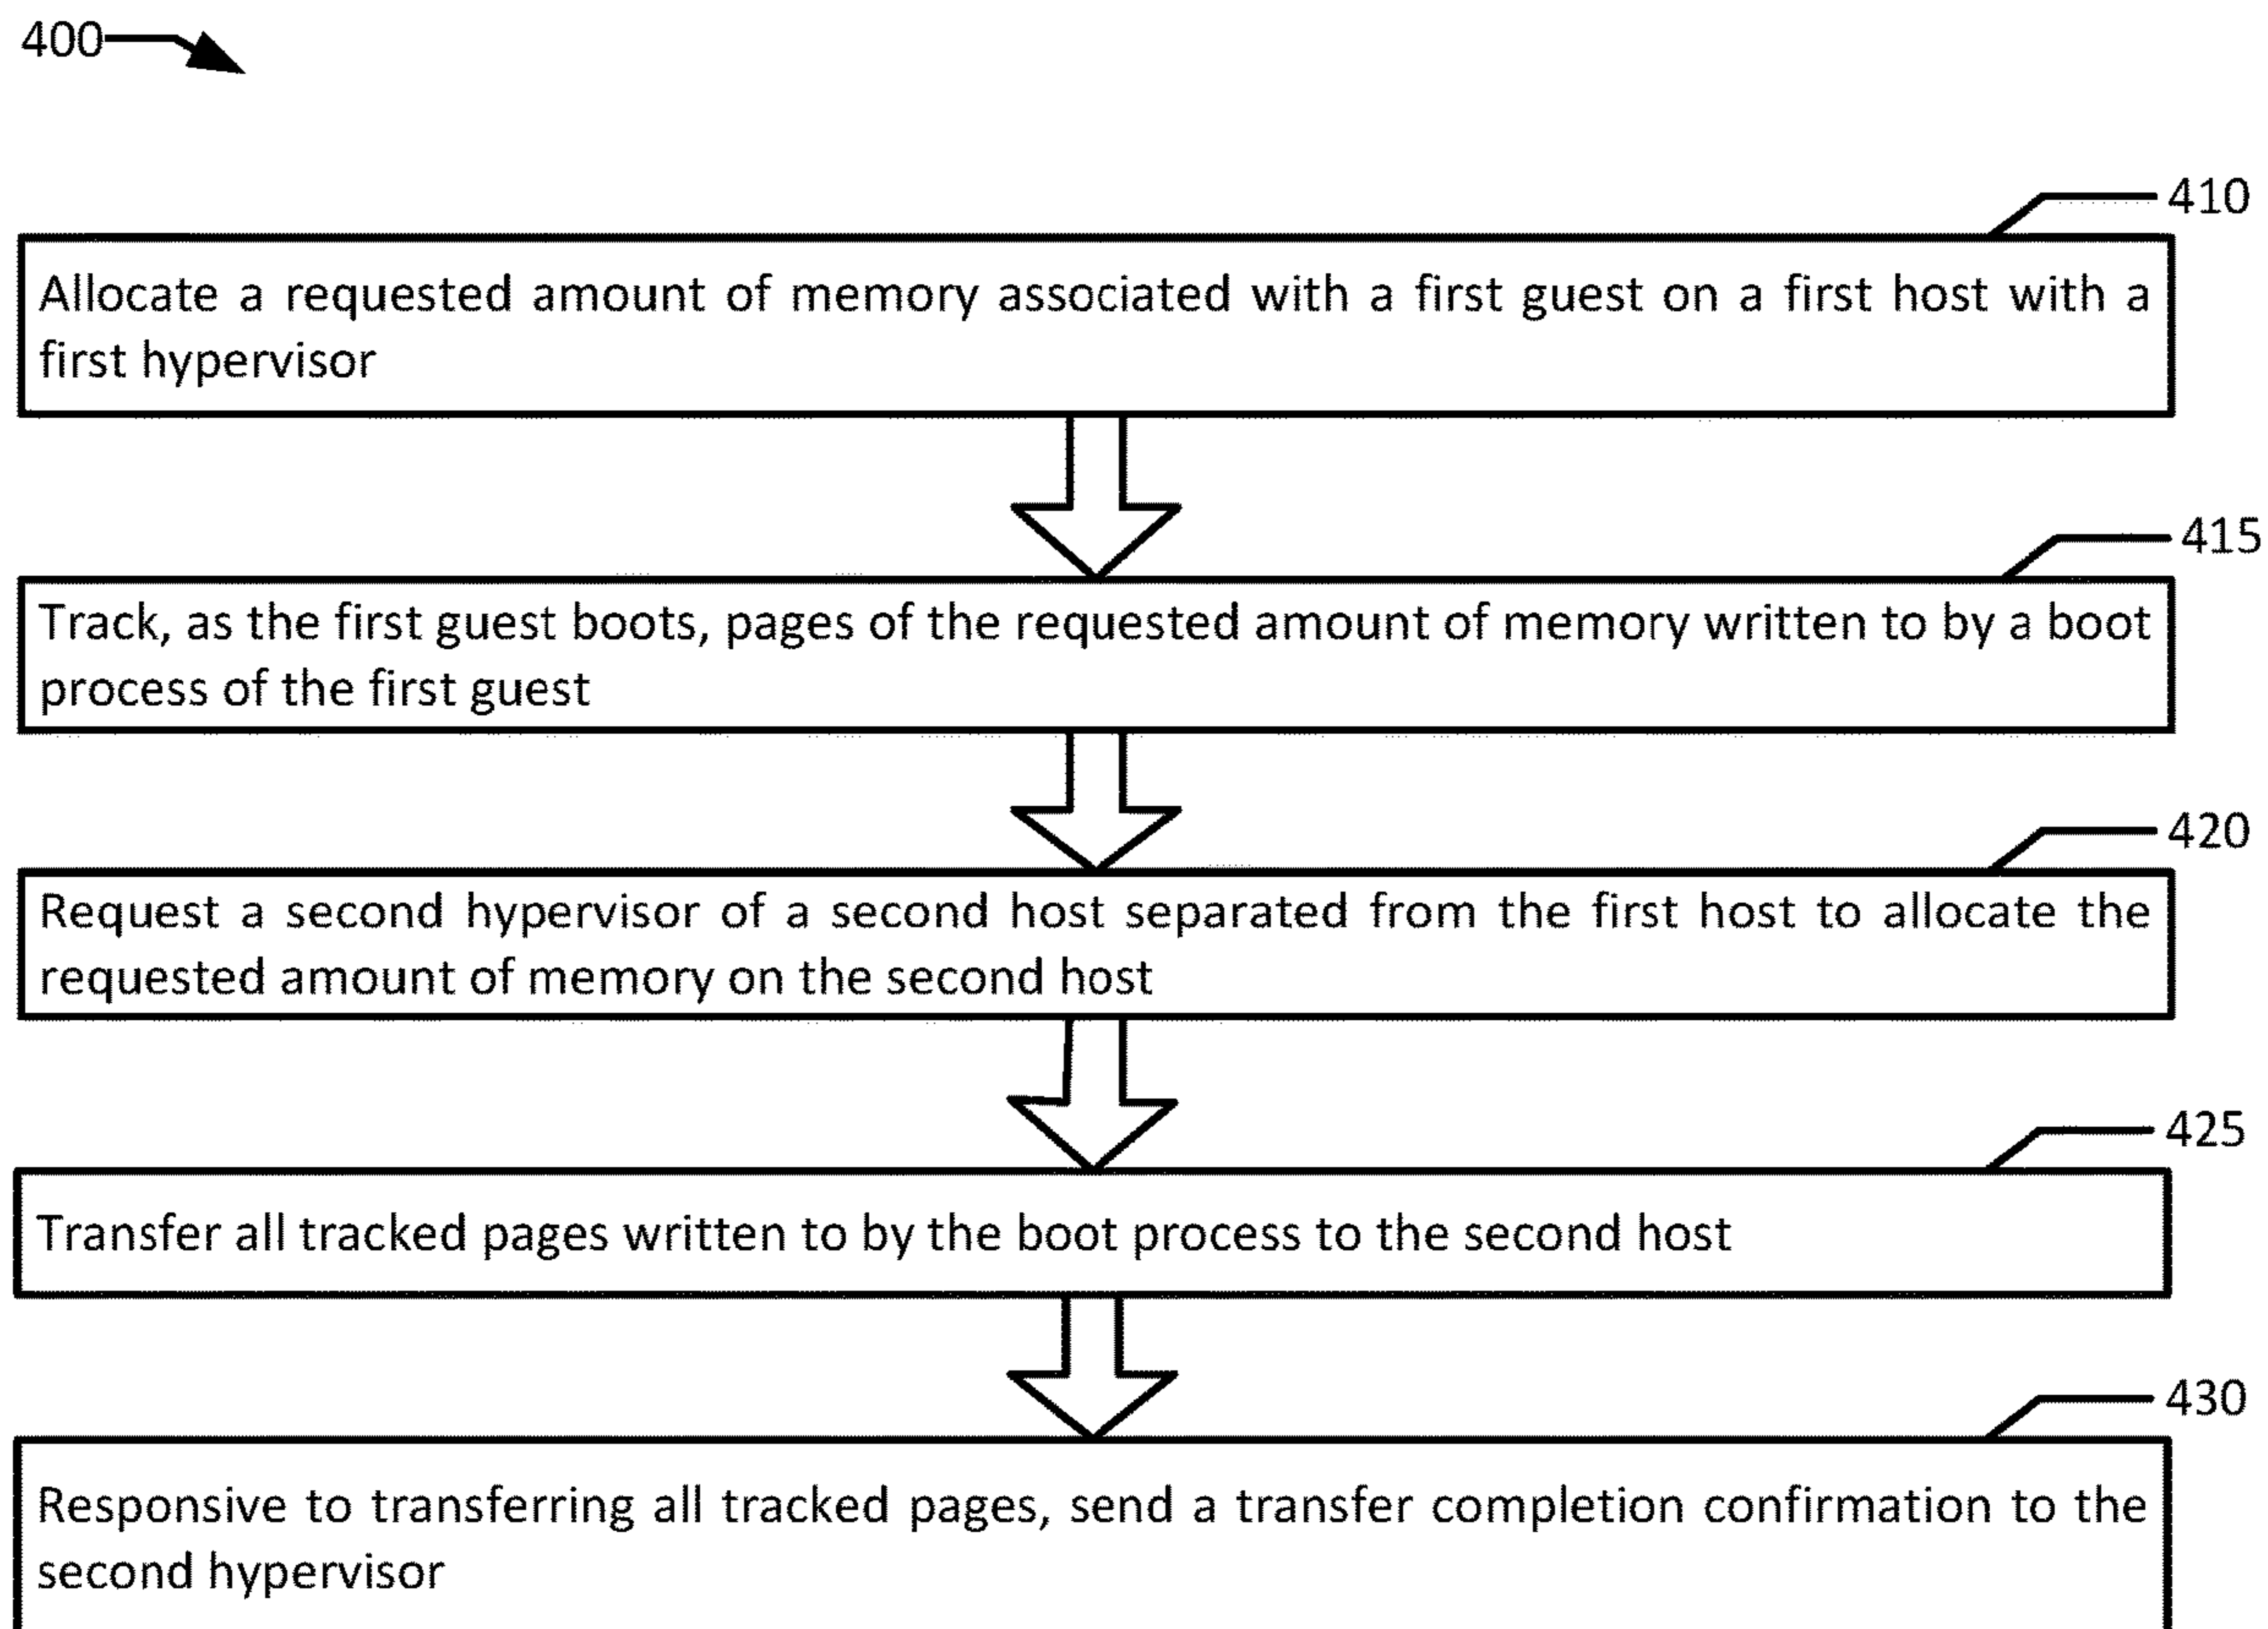 400
410
Allocate a requested amount of memory associated with a first guest on a first host with a
first hypervisor
415
Track, as the first guest boots, pages of the requested amount of memory written to by a boot
process of the first guest
420
Request a second hypervisor of a second host separated from the first host to allocate the
requested amount of memory on the second host
425
Transfer all tracked pages written to by the boot process to the second host
430
Responsive to transferring all tracked pages, send a transfer completion confirmation to the
second hypervisor